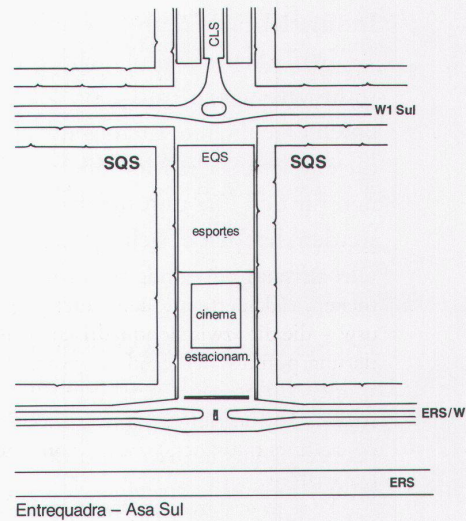 CLS
W1 Sul
SQS
EQS
SQS
esportes
cinema
estacionam.
ERS/W
ERS
Entrequadra – Asa Sul